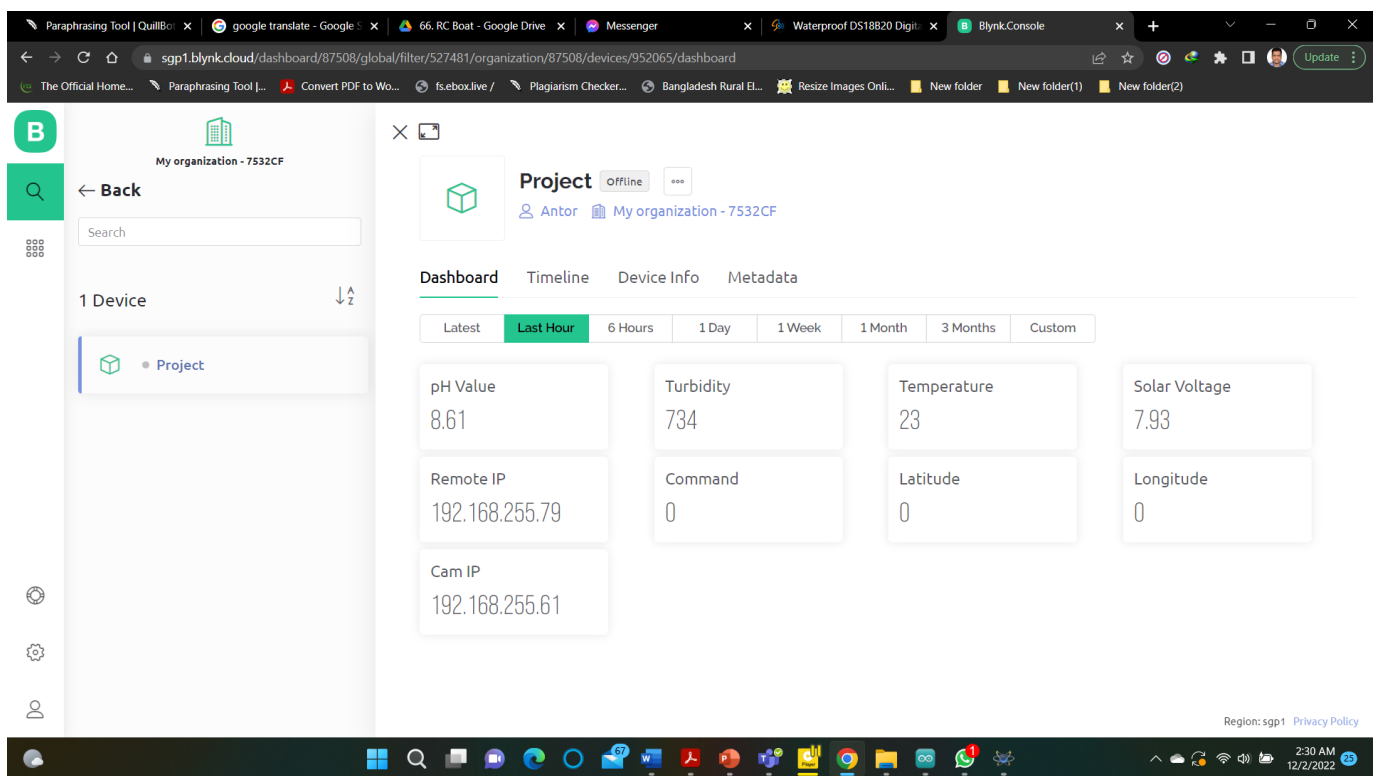 Paraphrasing Tool | QuillBot
google translate - Google S
66. RC Boat - Google Drive
Messenger
Waterproof DS18B20 Digita
Blynk.Console
sgp1.blynk.cloud/dashboard/87508/global/filter/527481/organization/87508/devices/952065/dashboard
Update
The Official Home...
Paraphrasing Tool |...
Convert PDF to Wo...
fs.ebox.live /
Plagiarism Checker...
Bangladesh Rural El...
Resize Images Onli...
New folder
New folder(1)
New folder(2)
B
My organization - 7532CF
Back
Search
1 Device
A
Z
Project
Project Offline
Antor My organization - 7532CF
Dashboard Timeline Device Info Metadata
Latest Last Hour 6 Hours 1 Day 1 Week 1 Month 3 Months Custom
pH Value
8.61
Turbidity
734
Temperature
23
Solar Voltage
7.93
Remote IP
192.168.255.79
Command
0
Latitude
0
Longitude
0
Cam IP
192.168.255.61
Region: sgp1 Privacy Policy
67
1
2:30 AM
12/2/2022
25